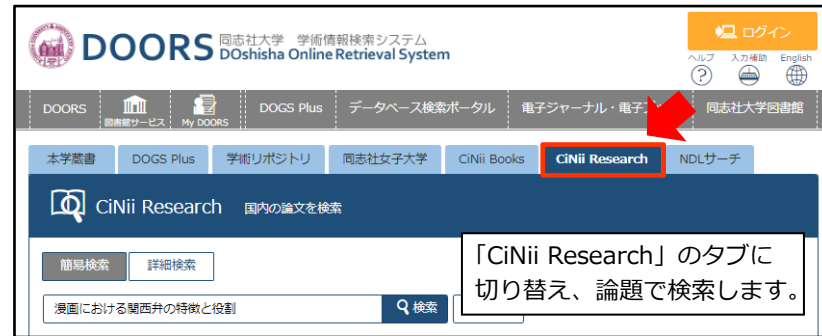 DOORS 同志社大学 学術情報検索システム
DOshisha Online Retrieval System
ログイン
ヘルプ 入力補助 English
DOORS 図書館サービス My DOORS DOGS Plus データベース検索ポータル 電子ジャーナル・電子ブ 同志社大学図書館
本学蔵書 DOGS Plus 学術リポジトリ 同志社女子大学 CiNii Books CiNii Research NDLサーチ
CiNii Research 国内の論文を検索
簡易検索 詳細検索
「CiNii Research」のタブに
切り替え、論題で検索します。
漫画における関西弁の特徴と役割 検索